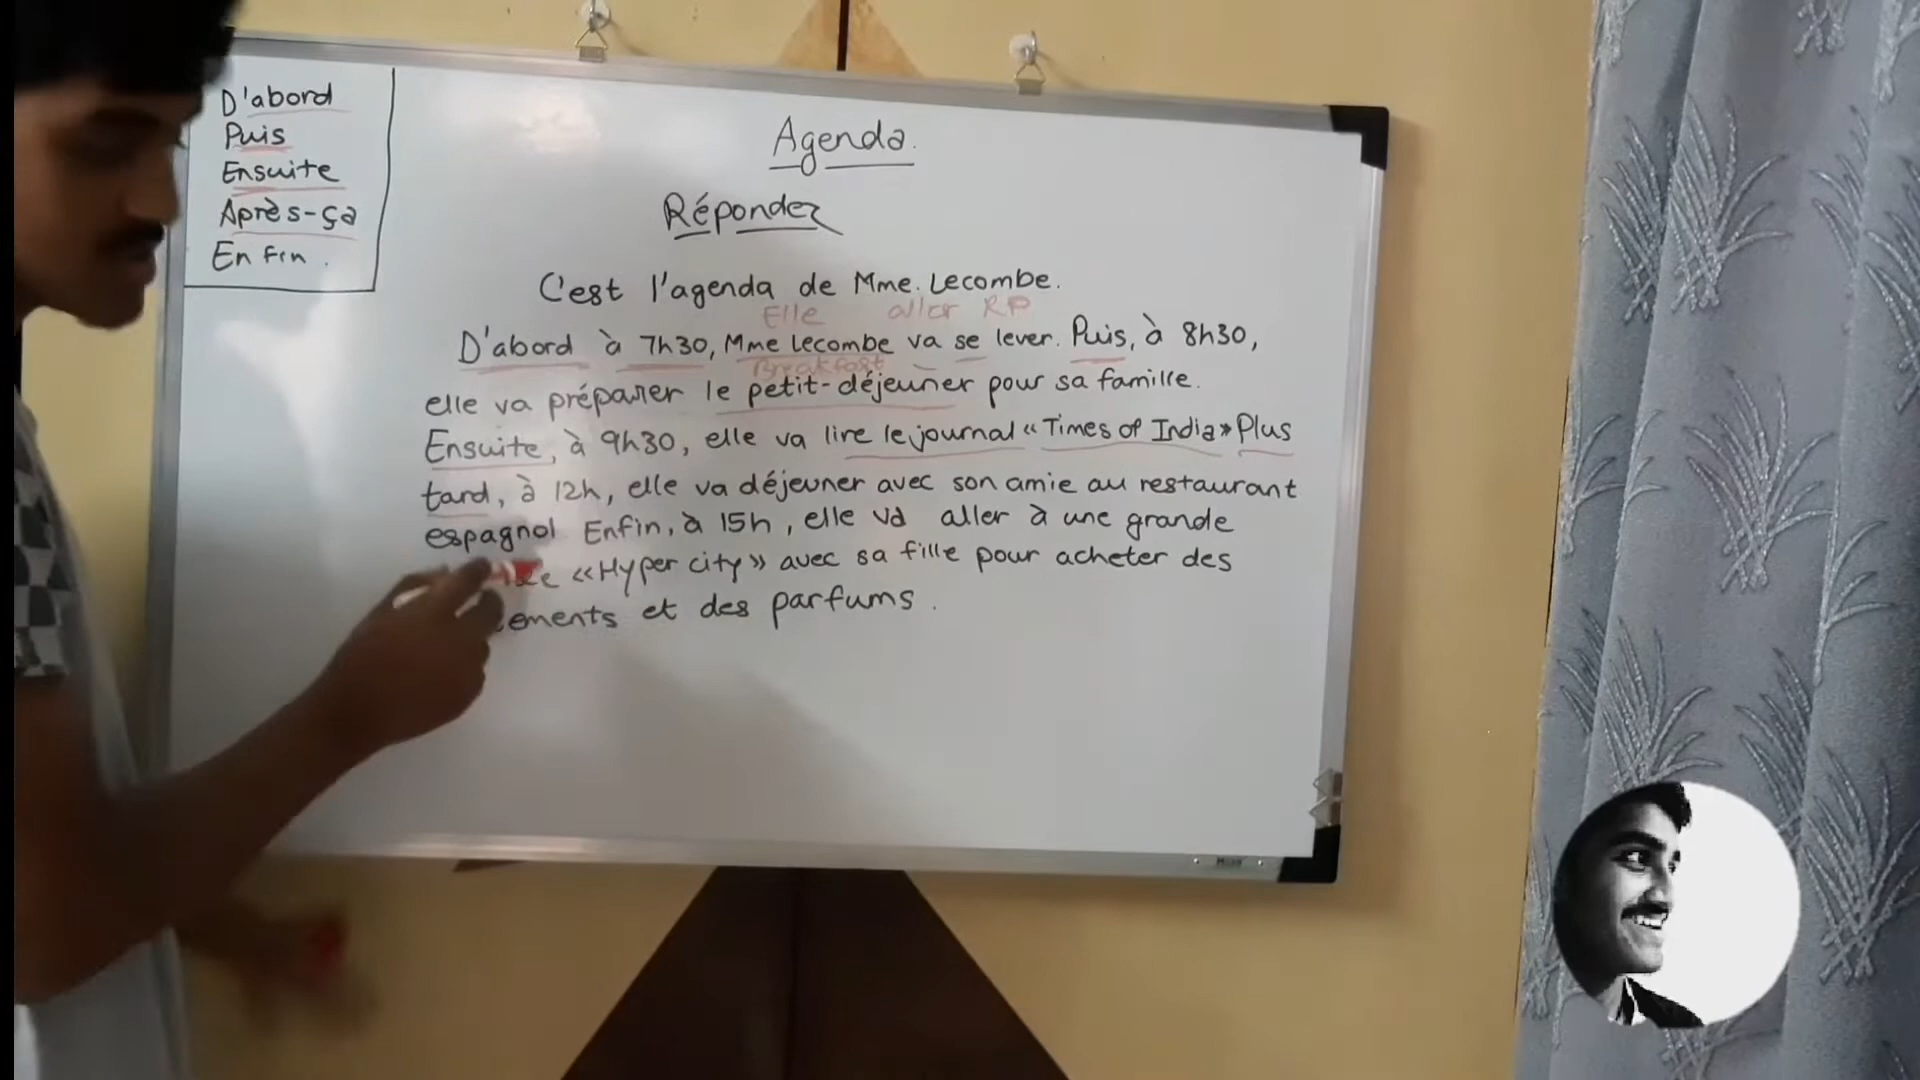 D'abord
Puis
Ensuite
Après-ça
Enfin.
Agenda.
Répondez
C'est l'agenda de Mme. Lecombe.
Elle aller RP
D'abord à 7h30, Mme lecombe va se lever. Puis, à 8h30,
Breakfast
elle va préparer le petit-déjeuner pour sa famille.
Ensuite, à 9h30, elle va lire le journal «Times of India» Plus
tard, à 12h, elle va déjeuner avec son amie au restaurant
espagnol Enfin, à 15h, elle va aller à une grande
«Hyper city» avec sa fille pour acheter des
et des parfums.